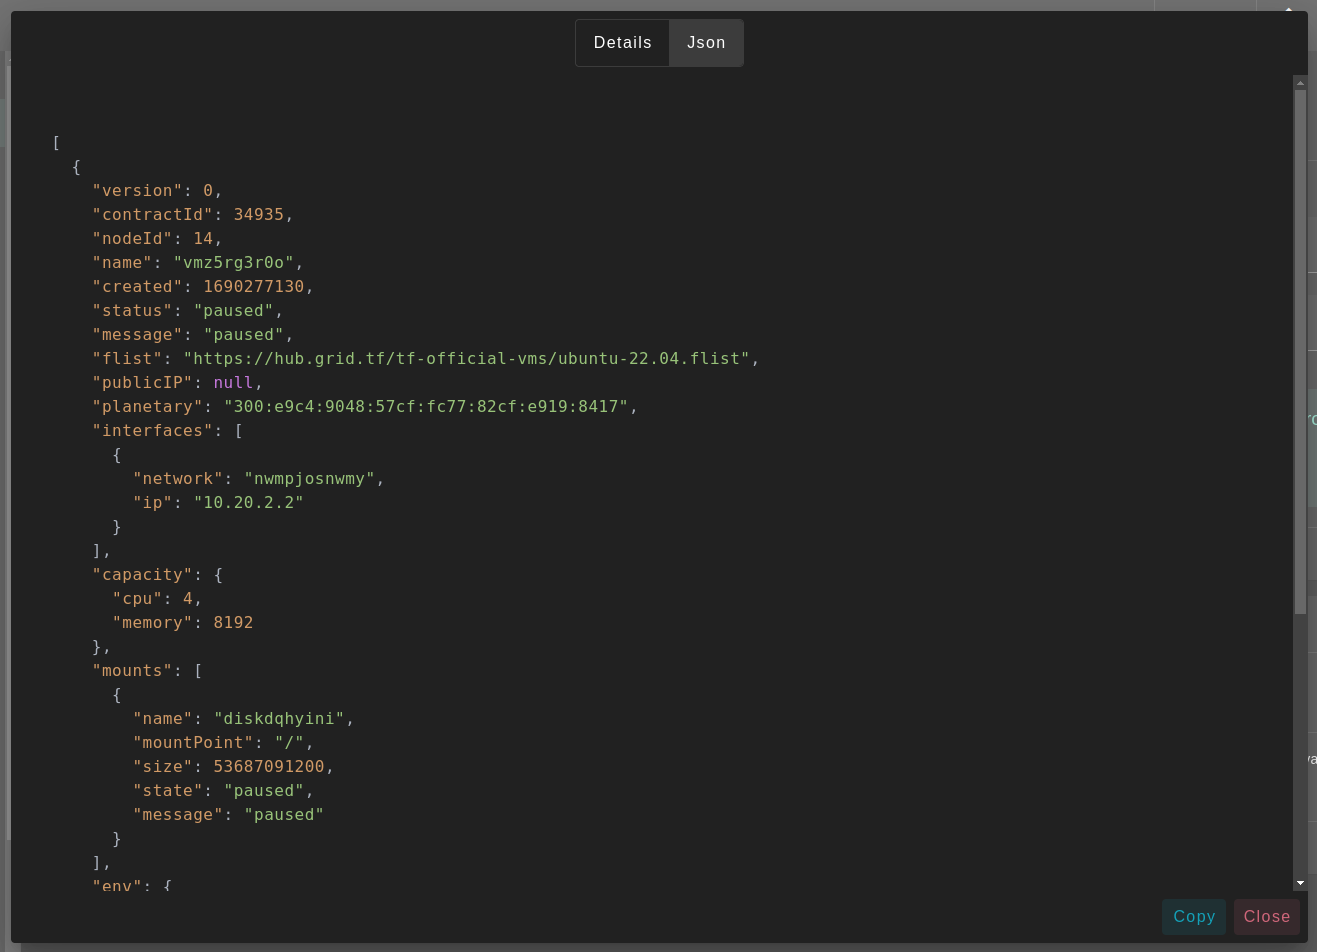 Details Json
[
{
"version": 0,
"contractId": 34935,
"nodeId": 14,
"name": "vmz5rg3r0o",
"created": 1690277130,
"status": "paused",
"message": "paused",
"flist": "https://hub.grid.tf/tf-official-vms/ubuntu-22.04.flist",
"publicIP": null,
"planetary": "300:e9c4:9048:57cf:fc77:82cf:e919:8417",
"interfaces": [
{
"network": "nwmpjosnwmy",
"ip": "10.20.2.2"
}
],
"capacity": {
"cpu": 4,
"memory": 8192
},
"mounts": [
{
"name": "diskdqhyini",
"mountPoint": "/",
"size": 53687091200,
"state": "paused",
"message": "paused"
}
],
"env": {
Copy Close